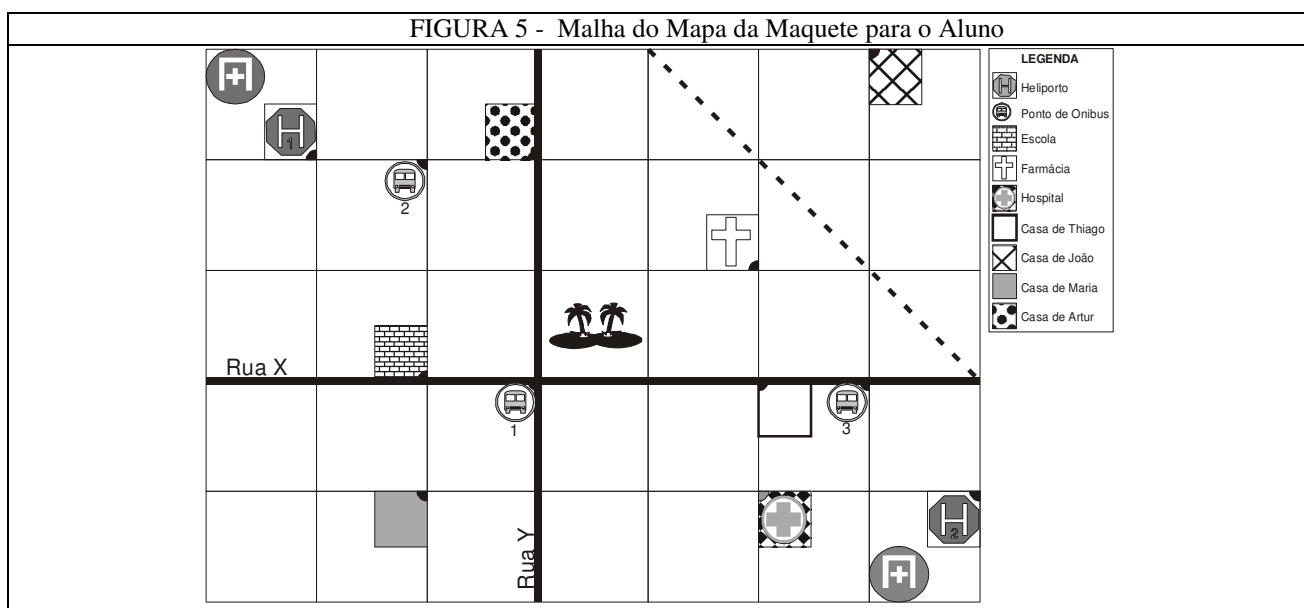 FIGURA 5 - Malha do Mapa da Maquete para o Aluno
LEGENDA
Heliporto
Ponto de Onibus
Escola
Farmácia
Hospital
Casa de Thiago
Casa de João
Casa de Maria
Casa de Artur
H
1
2
Rua X
1
3
Rua Y
H
2